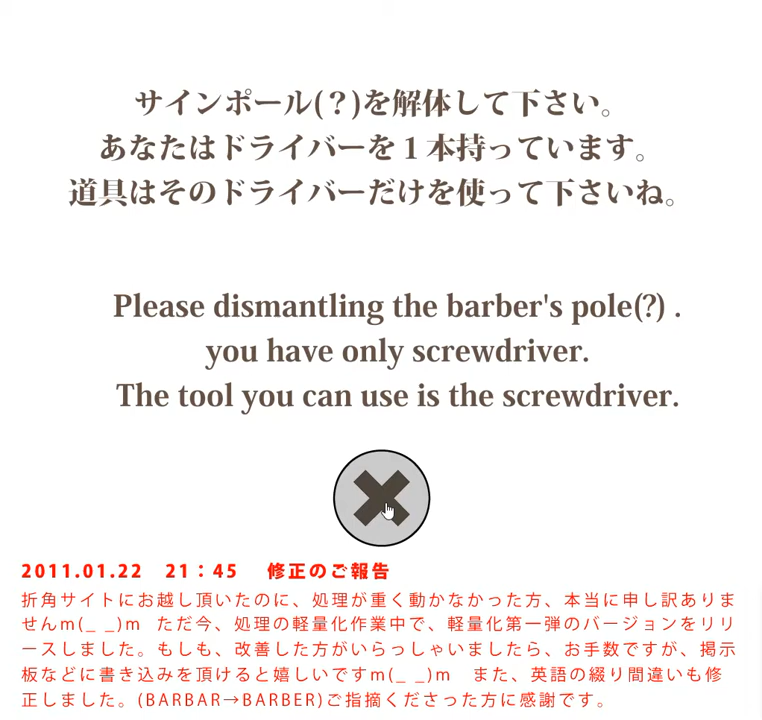 サインポール(？)を解体して下さい。
あなたはドライバーを１本持っています。
道具はそのドライバーだけを使って下さいね。
Please dismantling the barber's pole(?) .
you have only screwdriver.
The tool you can use is the screwdriver.
2011.01.22　21：45　修正のご報告
折角サイトにお越し頂いたのに、処理が重く動かなかった方、本当に申し訳ありま
せんm(_ _)m　ただ今、処理の軽量化作業中で、軽量化第一弾のバージョンをリリ
ースしました。もしも、改善した方がいらっしゃいましたら、お手数ですが、掲示
板などに書き込みを頂けると嬉しいですm(_ _)m　また、英語の綴り間違いも修
正しました。(BARBAR→BARBER)ご指摘くださった方に感謝です。